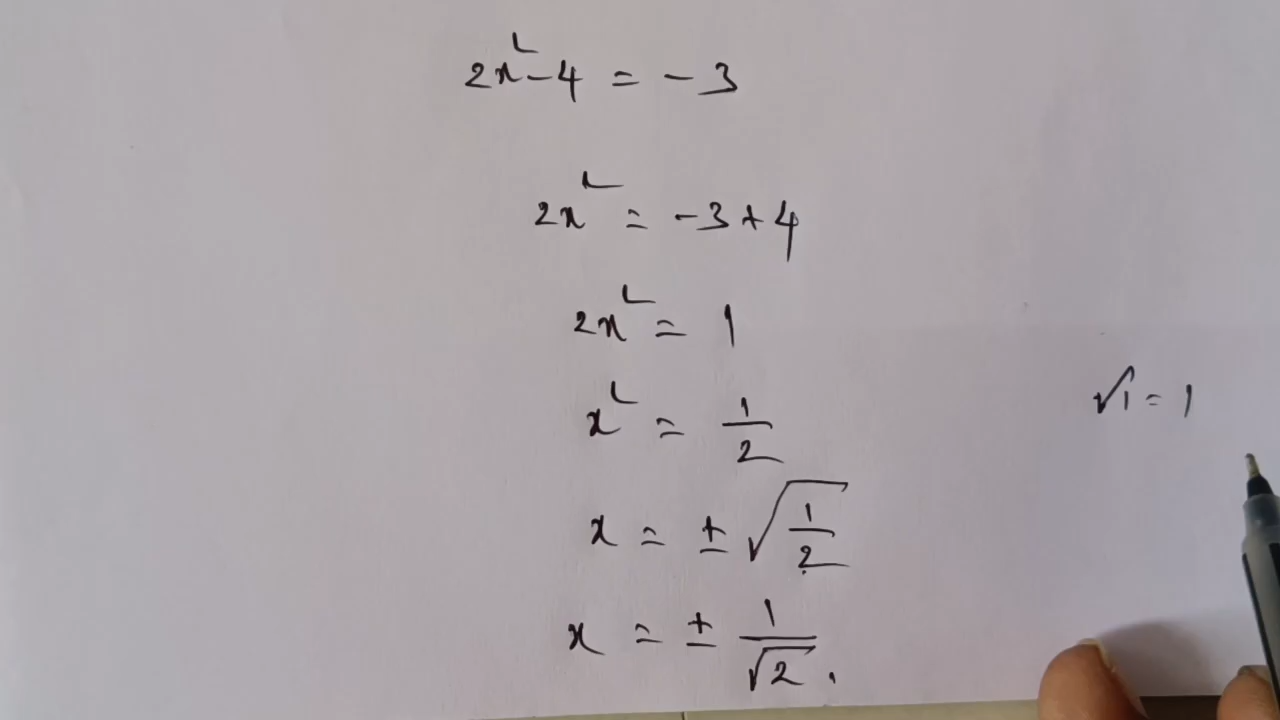 2x² - 4 = - 3
2x² = - 3 + 4
2x² = 1
x² = 1/2
√1 = 1
x = ± √(1/2)
x = ± 1/√2.